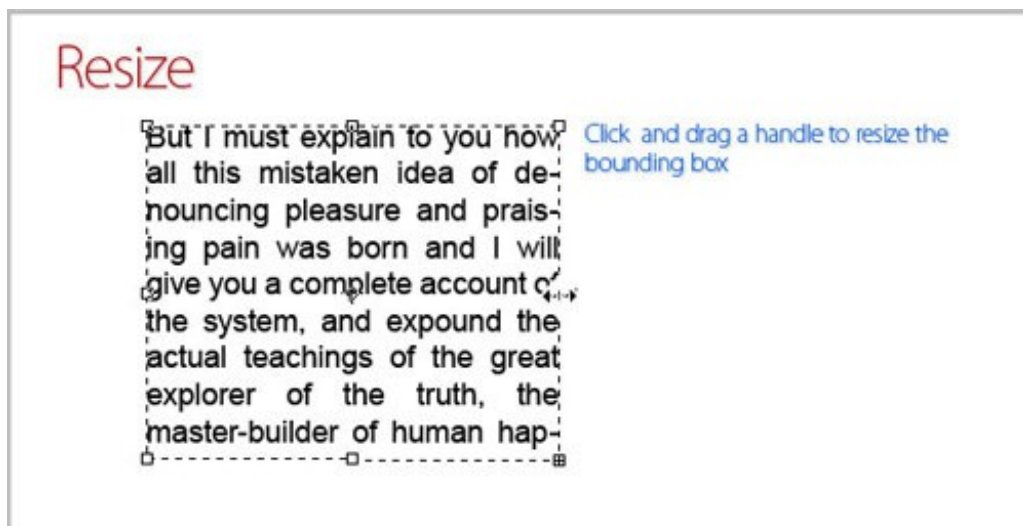 Resize
But I must explain to you how
all this mistaken idea of de-
nouncing pleasure and prais-
ing pain was born and I will
give you a complete account of
the system, and expound the
actual teachings of the great
explorer of the truth, the
master-builder of human hap-
Click and drag a handle to resize the
bounding box